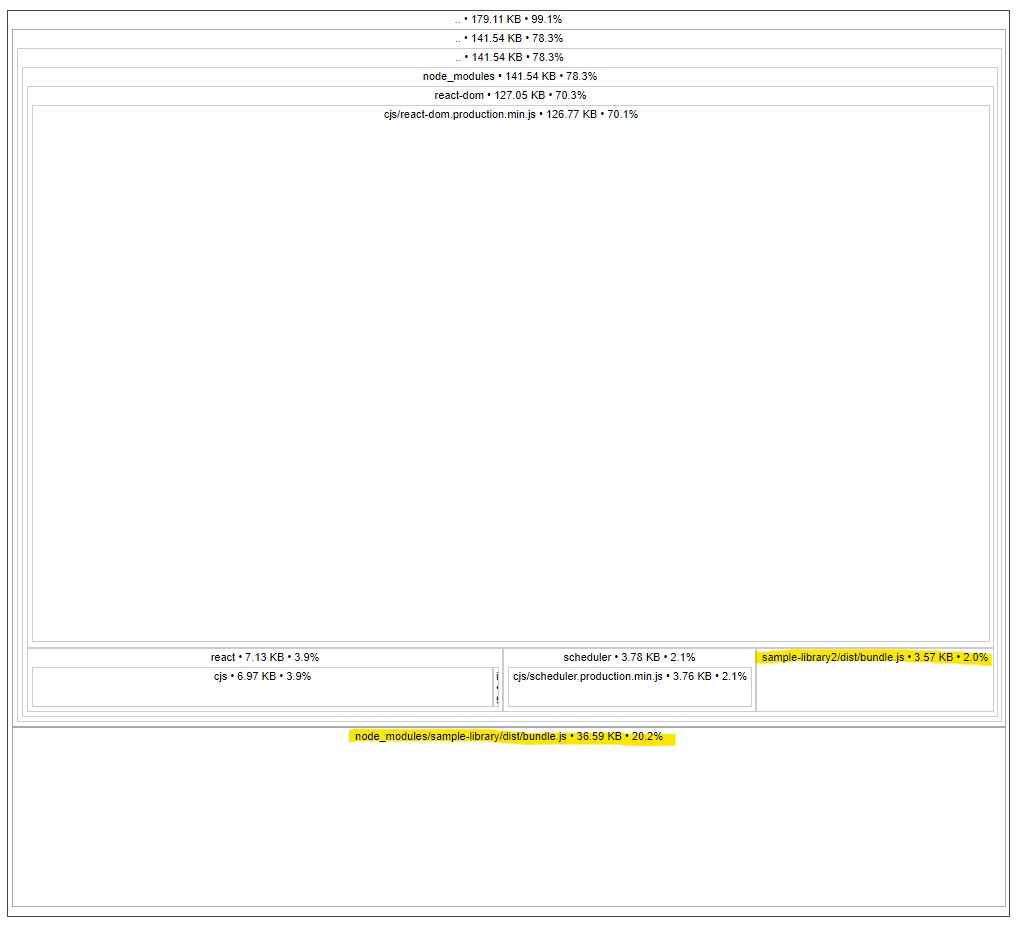 .. • 179.11 KB • 99.1%
.. • 141.54 KB • 78.3%
.. • 141.54 KB • 78.3%
node_modules • 141.54 KB • 78.3%
react-dom • 127.05 KB • 70.3%
cjs/react-dom.production.min.js • 126.77 KB • 70.1%
react • 7.13 KB • 3.9%
scheduler • 3.78 KB • 2.1%
sample-library2/dist/bundle.js • 3.57 KB • 2.0%
cjs • 6.97 KB • 3.9%
cjs/scheduler.production.min.js • 3.76 KB • 2.1%
node_modules/sample-library/dist/bundle.js • 36.59 KB • 20.2%